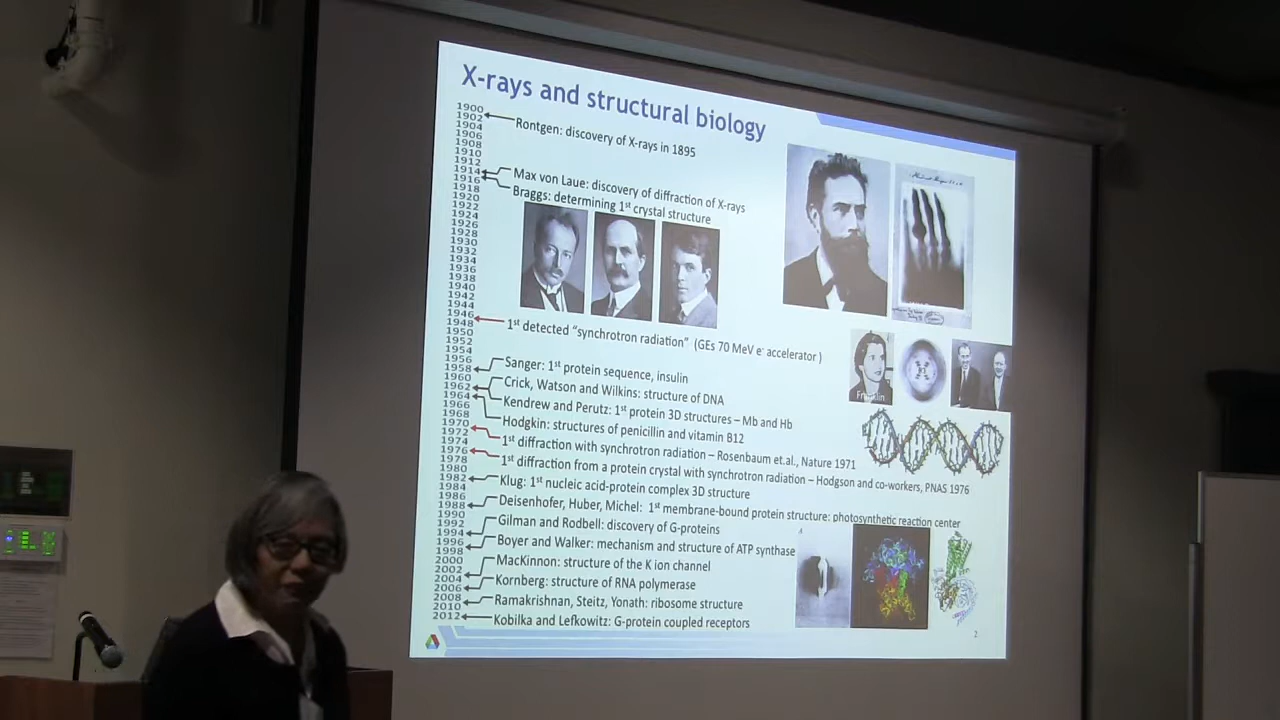 X-rays and structural biology
1900
1902
1904
1906
1908
1910
1912
1914
1916
1918
1920
1922
1924
1926
1928
1930
1932
1934
1936
1938
1940
1942
1944
1946
1948
1950
1952
1954
1956
1958
1960
1962
1964
1966
1968
1970
1972
1974
1976
1978
1980
1982
1984
1986
1988
1990
1992
1994
1996
1998
2000
2002
2004
2006
2008
2010
2012
Rontgen: discovery of X-rays in 1895
Max von Laue: discovery of diffraction of X-rays
Braggs: determining 1st crystal structure
1st detected “synchrotron radiation” (GEs 70 MeV e- accelerator )
Sanger: 1st protein sequence, insulin
Crick, Watson and Wilkins: structure of DNA
Kendrew and Perutz: 1st protein 3D structures – Mb and Hb
Hodgkin: structures of penicillin and vitamin B12
1st diffraction with synchrotron radiation – Rosenbaum et.al., Nature 1971
1st diffraction from a protein crystal with synchrotron radiation – Hodgson and co-workers, PNAS 1976
Klug: 1st nucleic acid-protein complex 3D structure
Deisenhofer, Huber, Michel: 1st membrane-bound protein structure: photosynthetic reaction center
Gilman and Rodbell: discovery of G-proteins
Boyer and Walker: mechanism and structure of ATP synthase
MacKinnon: structure of the K ion channel
Kornberg: structure of RNA polymerase
Ramakrishnan, Steitz, Yonath: ribosome structure
Kobilka and Lefkowitz: G-protein coupled receptors
Franklin
2